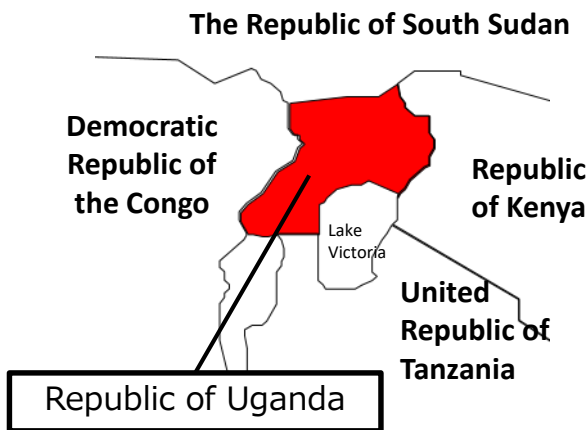 The Republic of South Sudan
Democratic
Republic of
the Congo
Republic
of Kenya
Lake
Victoria
United
Republic of
Tanzania
Republic of Uganda